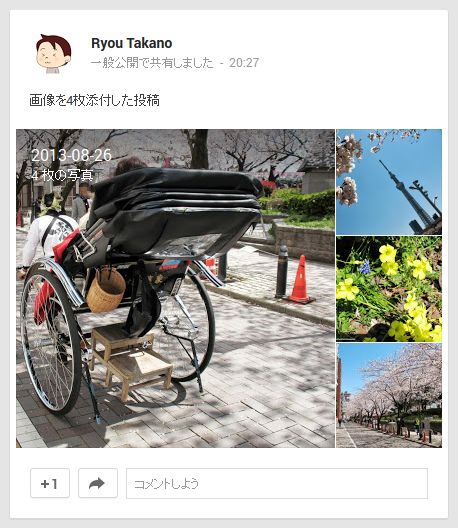 Ryou Takano
一般公開で共有しました - 20:27
画像を4枚添付した投稿
2013-08-26
4 枚の写真
+1
コメントしよう